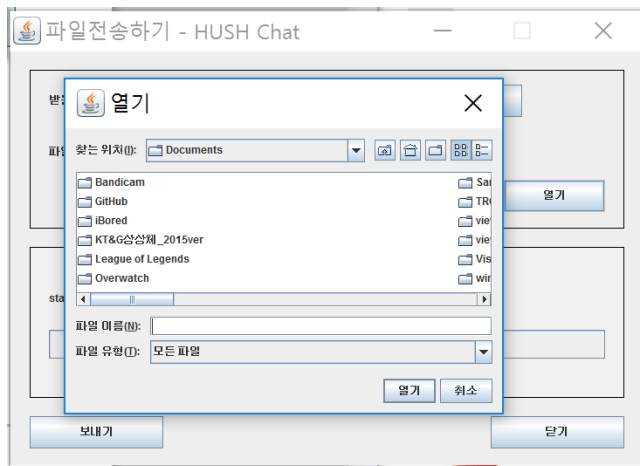 파일전송하기 - HUSH Chat
열기
찾는 위치(I): Documents
Bandicam
GitHub
iBored
KT&G상상체_2015ver
League of Legends
Overwatch
파일 이름(N):
파일 유형(T): 모든 파일
열기 취소
열기
보내기 닫기